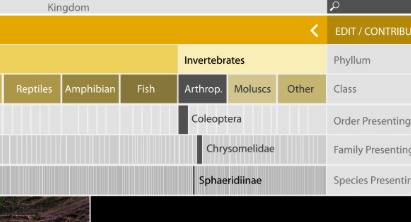 Kingdom
EDIT / CONTRIBU
Invertebrates
Phyllum
Reptiles
Amphibian
Fish
Arthrop.
Moluscs
Other
Class
Coleoptera
Order Presenting
Chrysomelidae
Family Presenting
Sphaeridiinae
Species Presentin